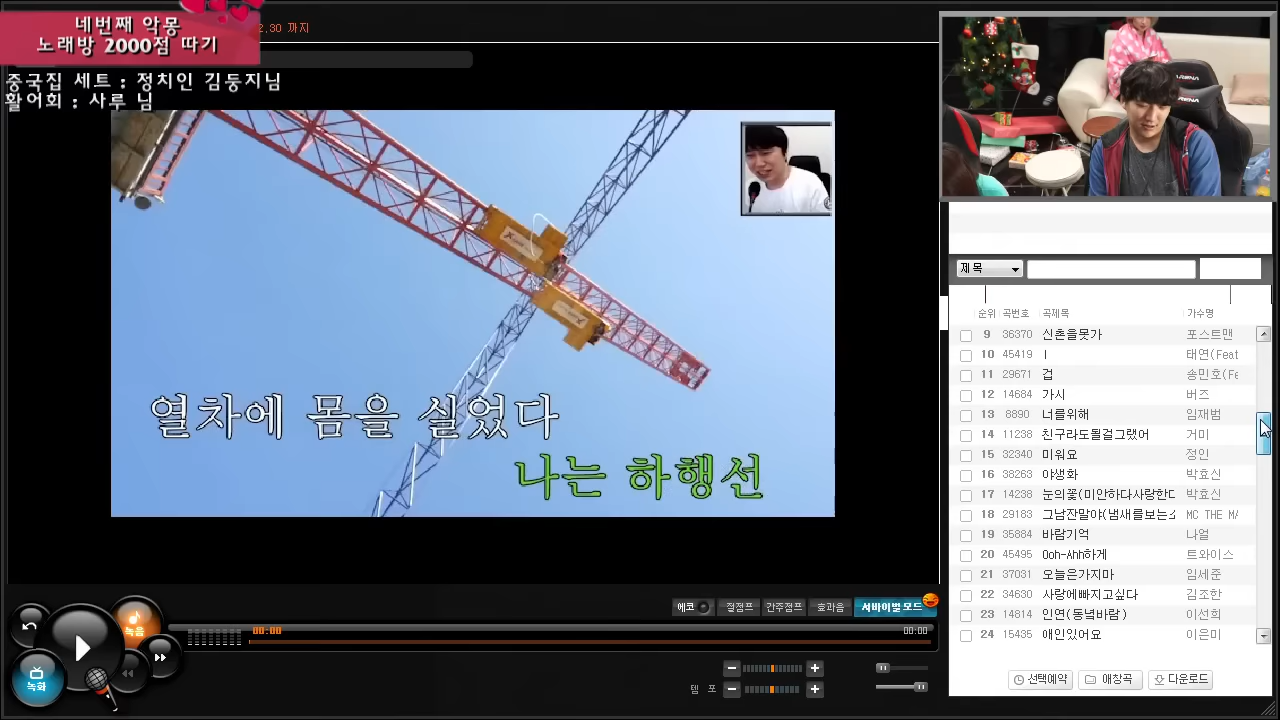 네번째 악몽
노래방 2000점 따기
2,30 까지
중국집 세트 : 정치인 김둥지님
활어회 : 사루 님
열차에 몸을 실었다
나는 하행선
ARENA
ARENA
제목
순위 곡번호 곡제목 가수명
9 36370 신촌을못가 포스트맨
10 45419 I 태연(Feat
11 29671 겁 송민호(Fe
12 14684 가시 버즈
13 8890 너를위해 임재범
14 11238 친구라도될걸그랬어 거미
15 32340 미워요 정인
16 38263 야생화 박효신
17 14238 눈의꽃(미안하다사랑한다 박효신
18 29183 그남잔말야(냄새를보는소 MC THE MA
19 35884 바람기억 나얼
20 45495 Ooh-Ahh하게 트와이스
21 37031 오늘은가지마 임세준
22 34630 사랑에빠지고싶다 김조한
23 14814 인연(동녘바람) 이선희
24 15435 애인있어요 이은미
선택예약 애창곡 다운로드
에코 절점프 간주점프 효과음 서바이벌 모드
녹음
00:00
00:00
녹화
템 포